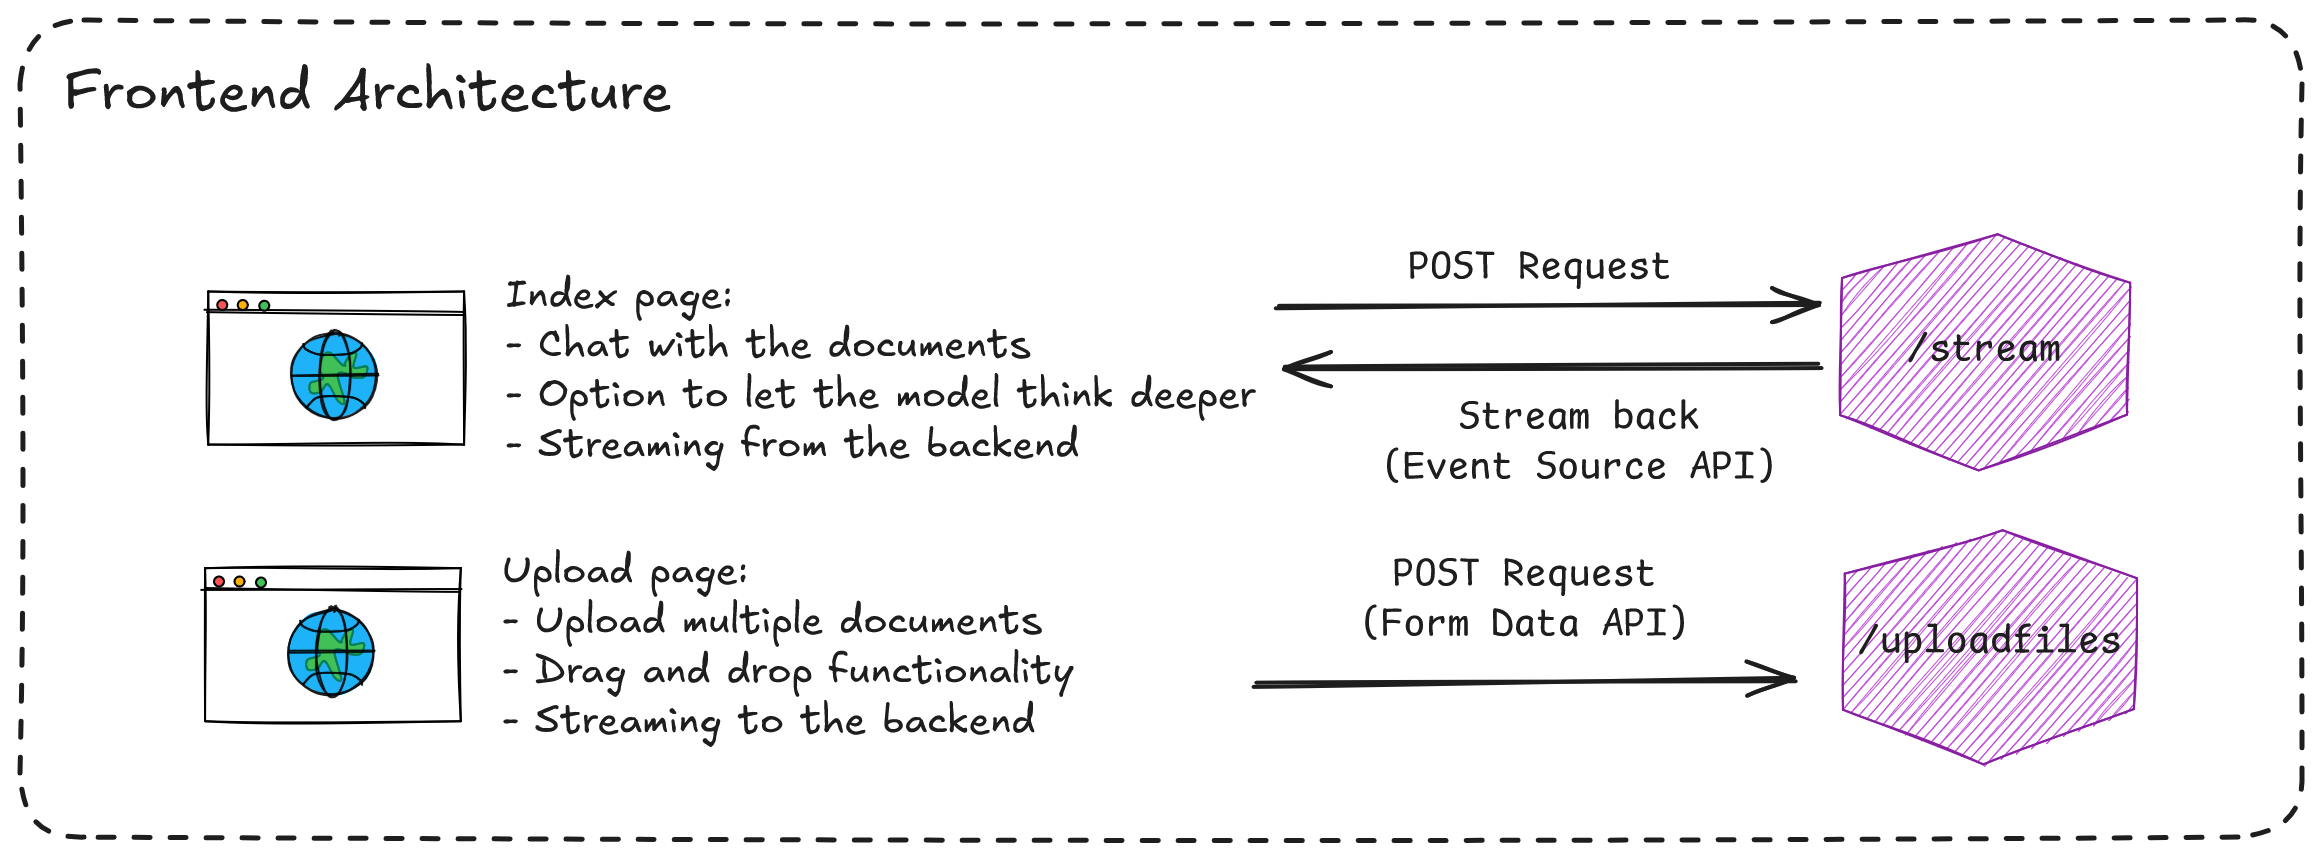 Frontend Architecture
Index page:
- Chat with the documents
- Option to let the model think deeper
- Streaming from the backend
POST Request
Stream back
(Event Source API)
/stream
Upload page:
- Upload multiple documents
- Drag and drop functionality
- Streaming to the backend
POST Request
(Form Data API)
/uploadfiles